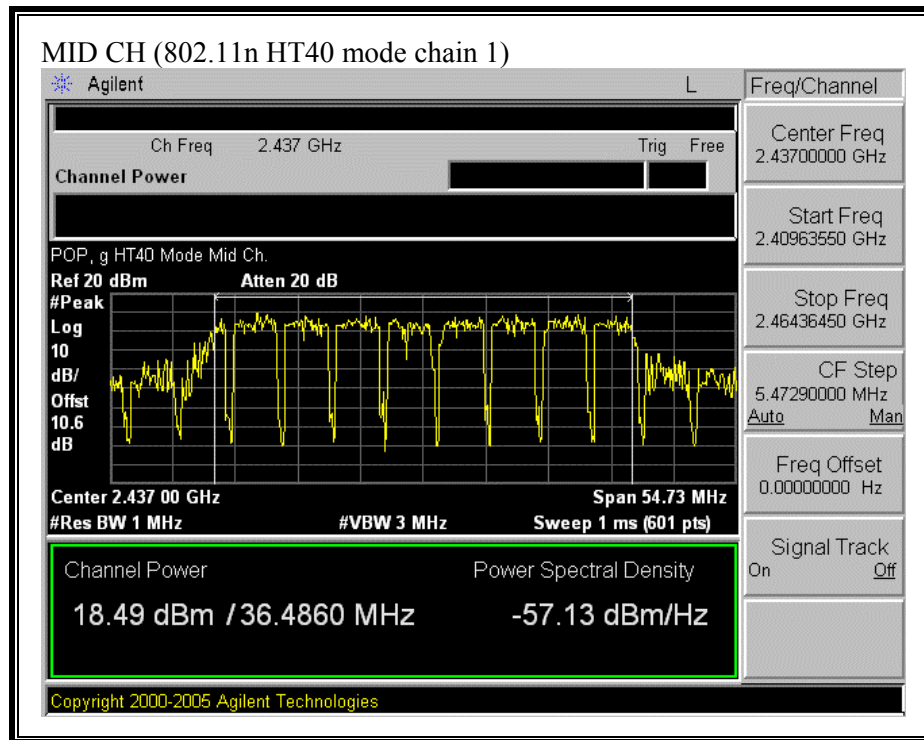 MID CH (802.11n HT40 mode chain 1)
Agilent L Freq/Channel
Ch Freq 2.437 GHz Trig Free
Channel Power
POP, g HT40 Mode Mid Ch.
Ref 20 dBm Atten 20 dB
#Peak
Log
10
dB/
Offst
10.6
dB
Center 2.437 00 GHz Span 54.73 MHz
#Res BW 1 MHz #VBW 3 MHz Sweep 1 ms (601 pts)
Channel Power Power Spectral Density
18.49 dBm / 36.4860 MHz -57.13 dBm/Hz
Copyright 2000-2005 Agilent Technologies
Center Freq
2.43700000 GHz
Start Freq
2.40963550 GHz
Stop Freq
2.46436450 GHz
CF Step
5.47290000 MHz
Auto Man
Freq Offset
0.00000000 Hz
Signal Track
On Off